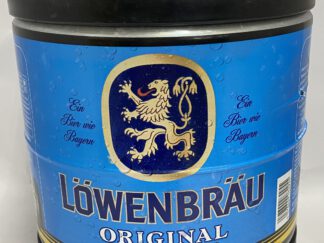 Ein
Bier wie
Bayern
Ein
Bier wie
Bayern
LÖWENBRÄU
ORIGINAL